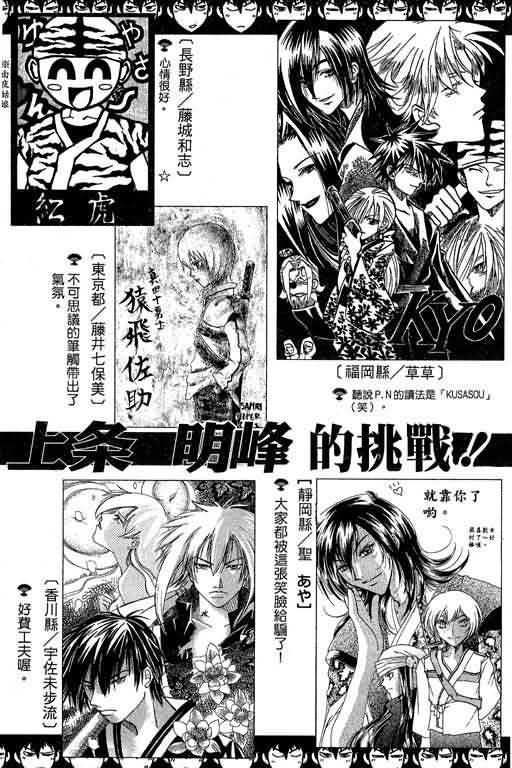 ゆやさ～ん
※由夜姑娘
紅虎
〔長野縣／藤城和志〕
心情很好。
☆
KYO
〔福岡縣／草草〕
聽說P.N的讀法是「KUSASOU」
（笑）。
真田十勇士
猿飛佐助
〔東京都／藤井七保美〕
不可思議的筆觸帶出了
氣氛。
上条 明峰 的挑戰!!
〔靜岡縣／聖 あや〕
大家都被這張笑臉給騙了！
就靠你了
喲。
〔香川縣／宇佐未步流〕
好費工夫喔。